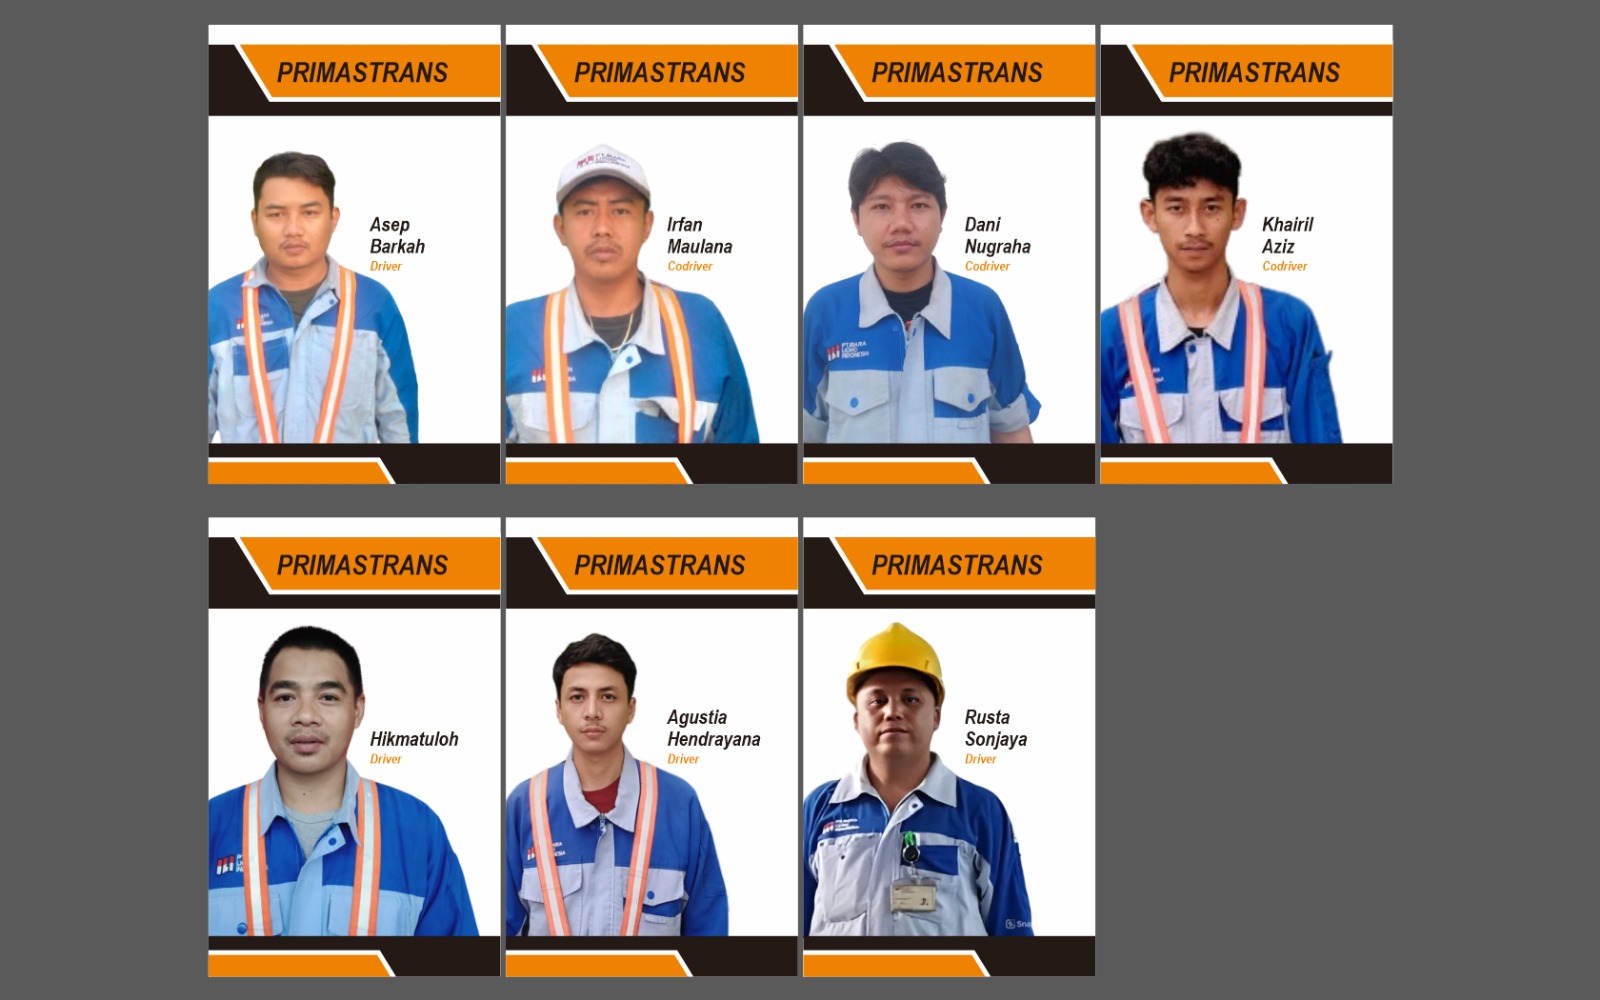 PRIMASTRANS
Asep
Barkah
Driver
PRIMASTRANS
Irfan
Maulana
Codriver
PRIMASTRANS
Dani
Nugraha
Codriver
INDONESIA
PRIMASTRANS
Khairil
Aziz
Codriver
PRIMASTRANS
Hikmatuloh
Driver
PRIMASTRANS
Agustia
Hendrayana
Driver
PRIMASTRANS
Rusta
Sonjaya
Driver